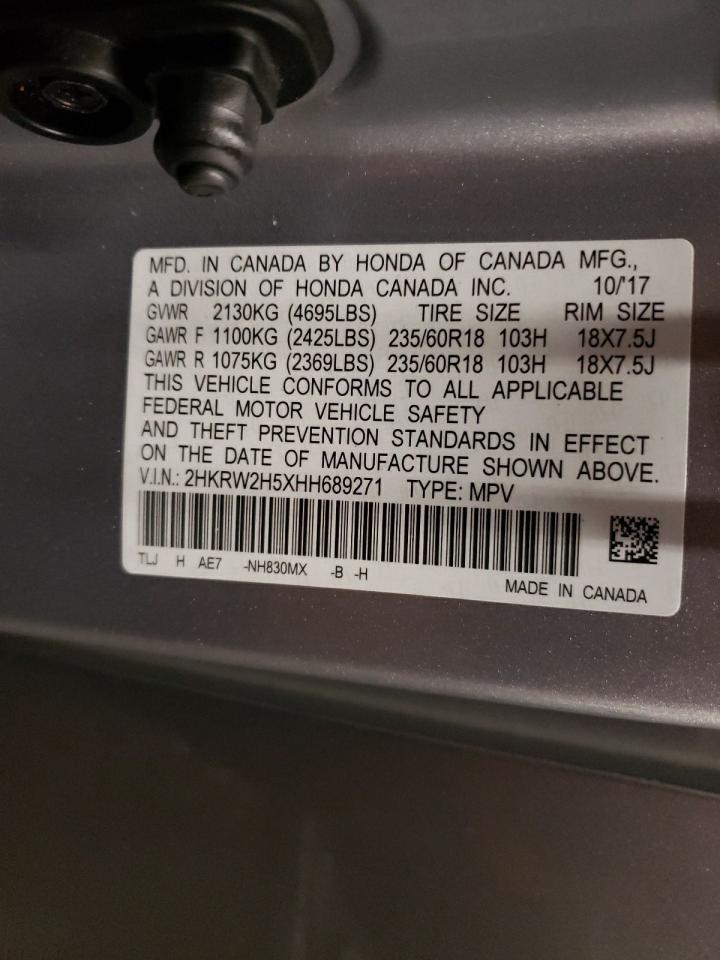 MFD. IN CANADA BY HONDA OF CANADA MFG.,
A DIVISION OF HONDA CANADA INC. 10/'17
GVWR 2130KG (4695LBS) TIRE SIZE RIM SIZE
GAWR F 1100KG (2425LBS) 235/60R18 103H 18X7.5J
GAWR R 1075KG (2369LBS) 235/60R18 103H 18X7.5J
THIS VEHICLE CONFORMS TO ALL APPLICABLE
FEDERAL MOTOR VEHICLE SAFETY
AND THEFT PREVENTION STANDARDS IN EFFECT
ON THE DATE OF MANUFACTURE SHOWN ABOVE.
V.I.N.: 2HKRW2H5XHH689271 TYPE: MPV
TLJ H AE7 -NH830MX -B -H
MADE IN CANADA